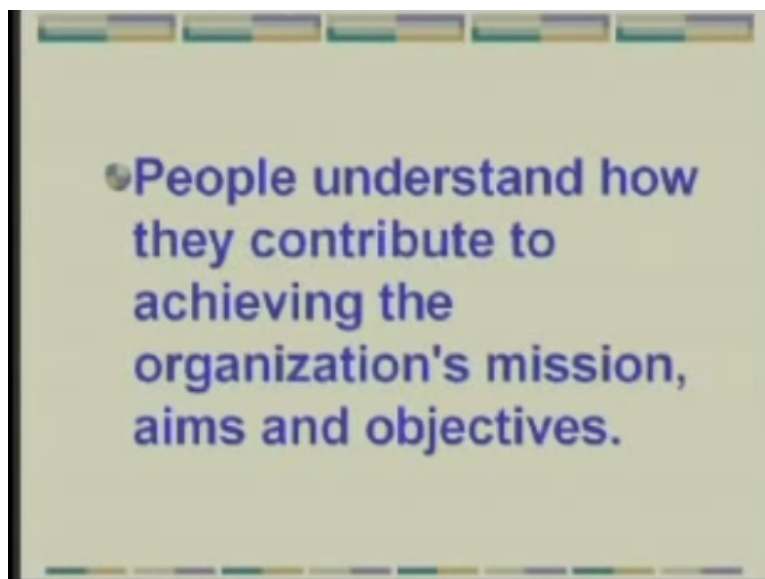 People understand how
they contribute to
achieving the
organization's mission,
aims and objectives.